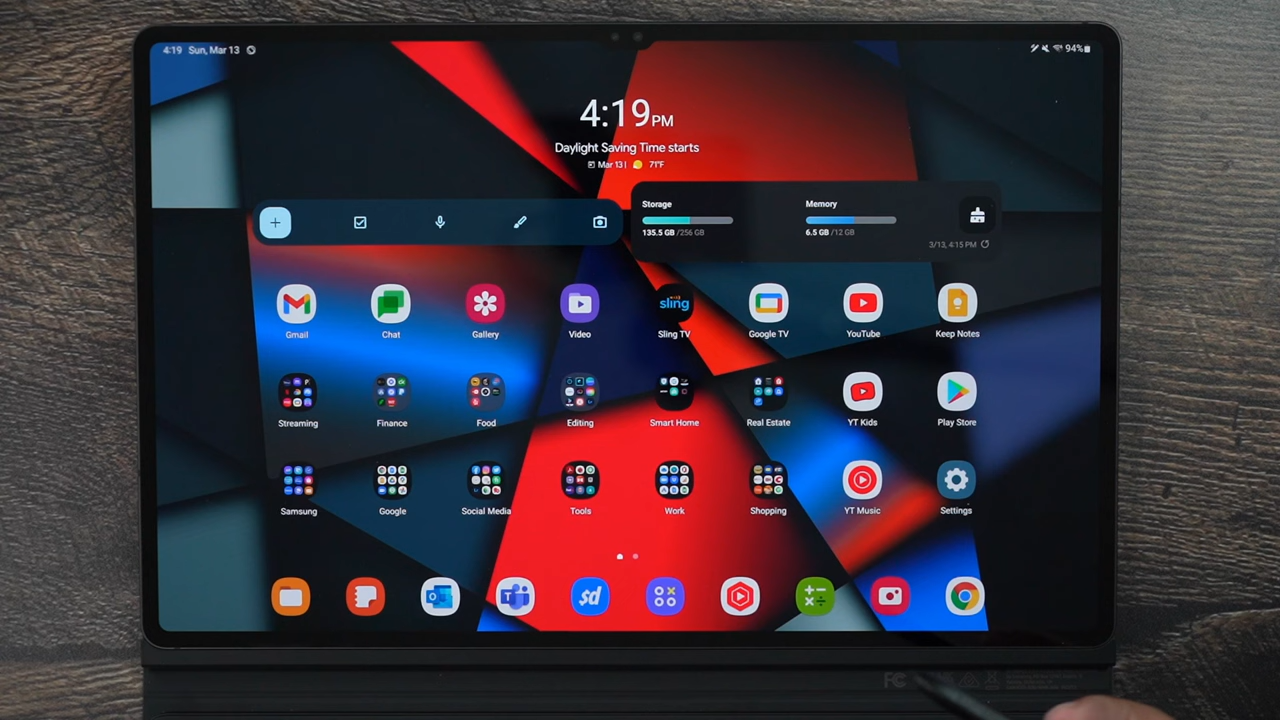 4:19 Sun, Mar 13
94%
4:19PM
Daylight Saving Time starts
Mar 13 | 71°F
Storage
135.5 GB /256 GB
Memory
6.5 GB /12 GB
3/13, 4:15 PM
Gmail
Chat
Gallery
Video
sling
Sling TV
Google TV
YouTube
Keep Notes
Streaming
Finance
Food
Editing
Smart Home
Real Estate
YT Kids
Play Store
Samsung
Google
Social Media
Tools
Work
Shopping
YT Music
Settings
sd
FC